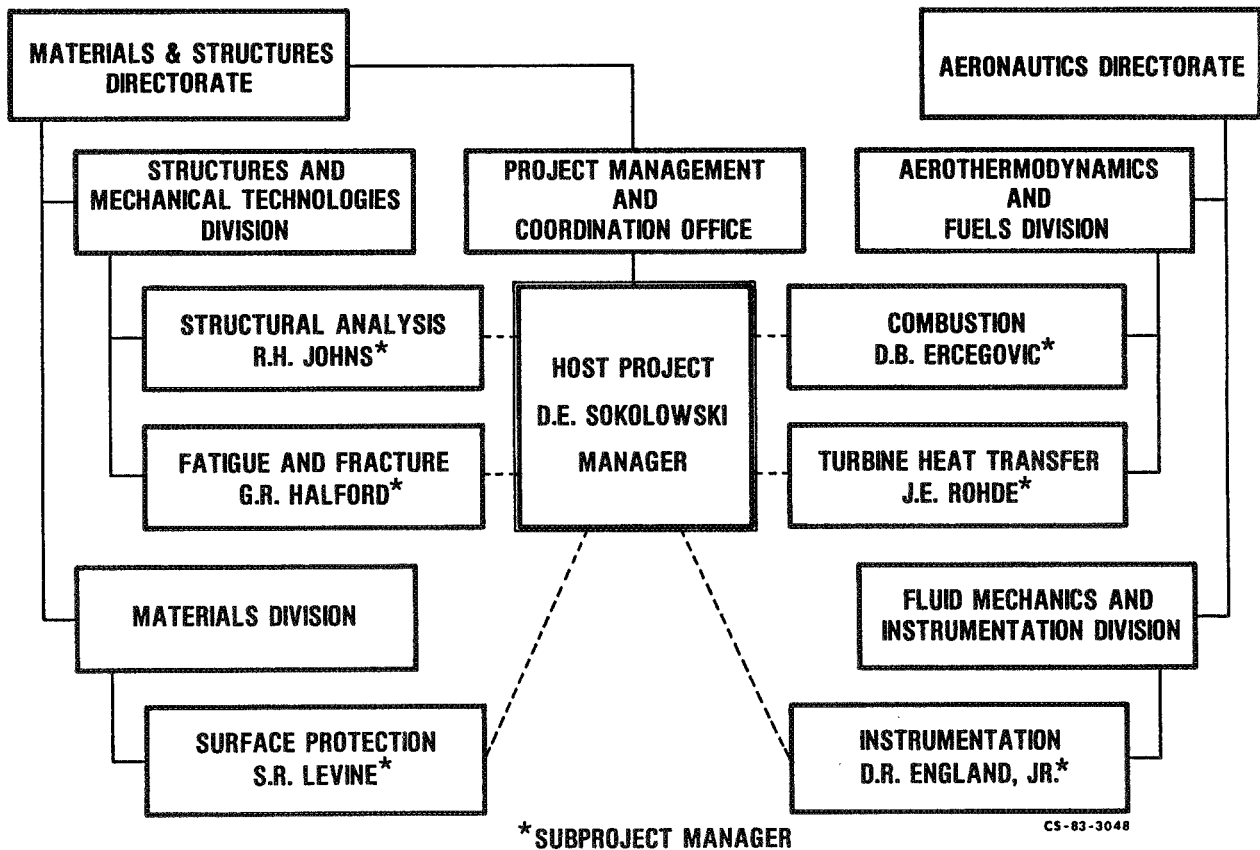 MATERIALS & STRUCTURES
DIRECTORATE
AERONAUTICS DIRECTORATE
STRUCTURES AND
MECHANICAL TECHNOLOGIES
DIVISION
PROJECT MANAGEMENT
AND
COORDINATION OFFICE
AEROTHERMODYNAMICS
AND
FUELS DIVISION
STRUCTURAL ANALYSIS
R.H. JOHNS*
HOST PROJECT
D.E. SOKOLOWSKI
MANAGER
COMBUSTION
D.B. ERCEGOVIC*
FATIGUE AND FRACTURE
G.R. HALFORD*
TURBINE HEAT TRANSFER
J.E. ROHDE*
MATERIALS DIVISION
FLUID MECHANICS AND
INSTRUMENTATION DIVISION
SURFACE PROTECTION
S.R. LEVINE*
INSTRUMENTATION
D.R. ENGLAND, JR.*
*SUBPROJECT MANAGER
CS-83-3048